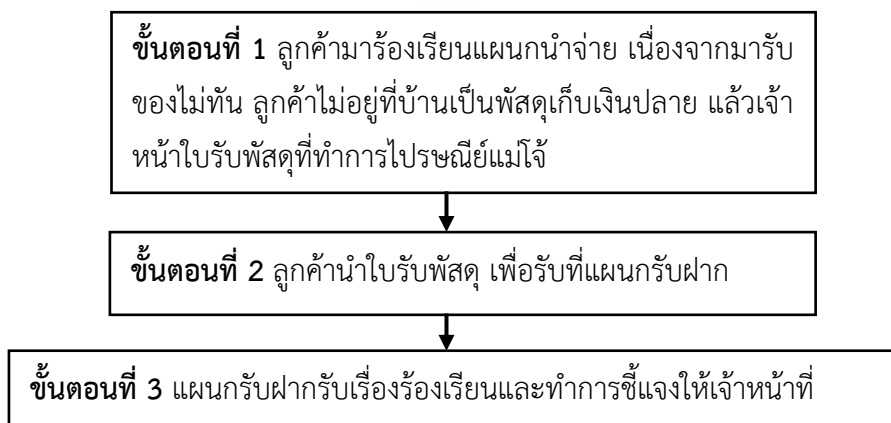 ขั้นตอนที่ 1 ลูกค้ามาร้องเรียนแผนกนำจ่าย เนื่องจากมารับ
ของไม่ทัน ลูกค้าไม่อยู่ที่บ้านเป็นพัสดุเก็บเงินปลาย แล้วเจ้า
หน้าใบรับพัสดุที่ทำการไปรษณีย์แม่โจ้
ขั้นตอนที่ 2 ลูกค้านำใบรับพัสดุ เพื่อรับที่แผนกรับฝาก
ขั้นตอนที่ 3 แผนกรับฝากรับเรื่องร้องเรียนและทำการชี้แจงให้เจ้าหน้าที่